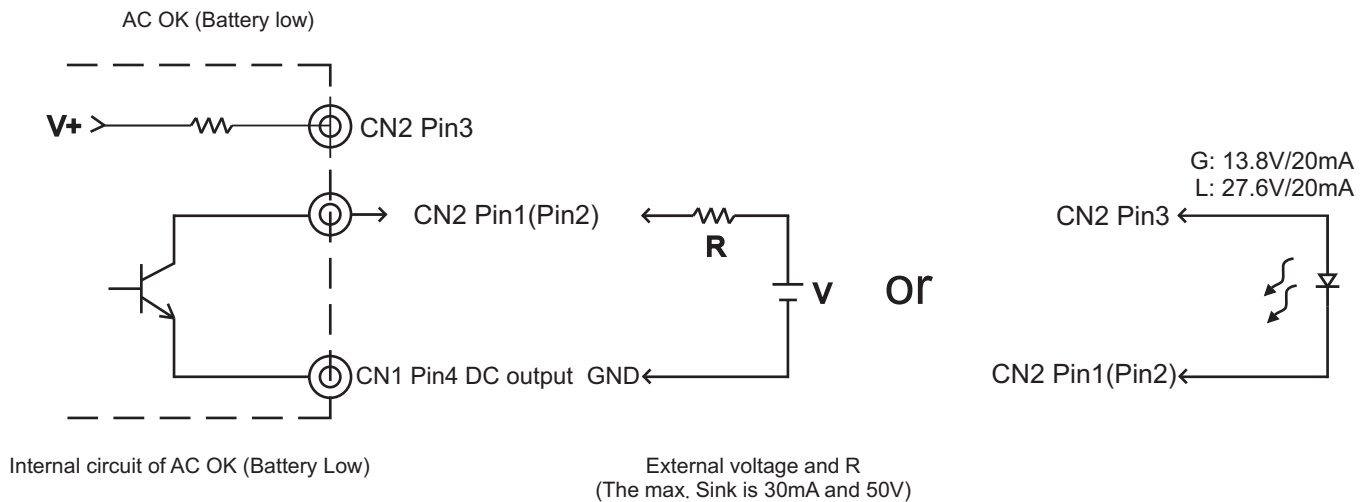 AC OK (Battery low)
V+
CN2 Pin3
CN2 Pin1(Pin2)
R
V
CN1 Pin4 DC output GND
or
G: 13.8V/20mA
L: 27.6V/20mA
CN2 Pin3
CN2 Pin1(Pin2)
Internal circuit of AC OK (Battery Low)
External voltage and R
(The max. Sink is 30mA and 50V)